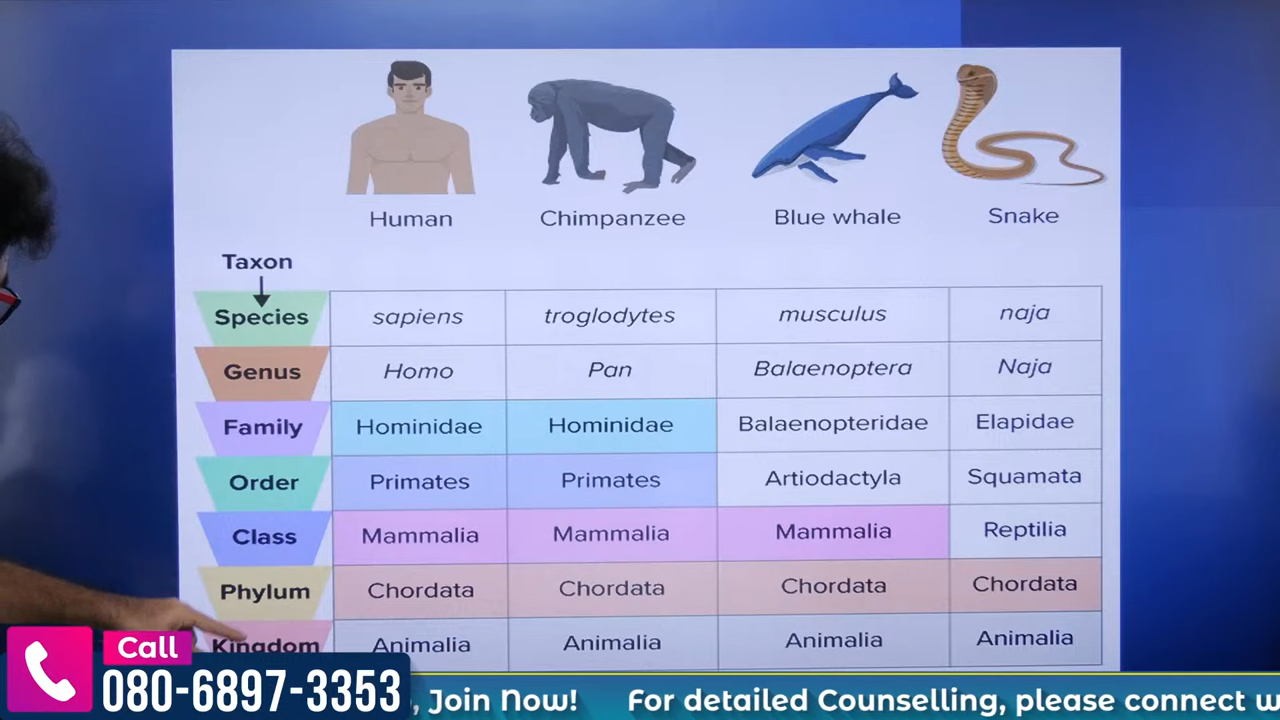 Human Chimpanzee Blue whale Snake
Taxon
Species sapiens troglodytes musculus naja
Genus Homo Pan Balaenoptera Naja
Family Hominidae Hominidae Balaenopteridae Elapidae
Order Primates Primates Artiodactyla Squamata
Class Mammalia Mammalia Mammalia Reptilia
Phylum Chordata Chordata Chordata Chordata
Kingdom Animalia Animalia Animalia Animalia
Call
080-6897-3353
, Join Now! For detailed Counselling, please connect w